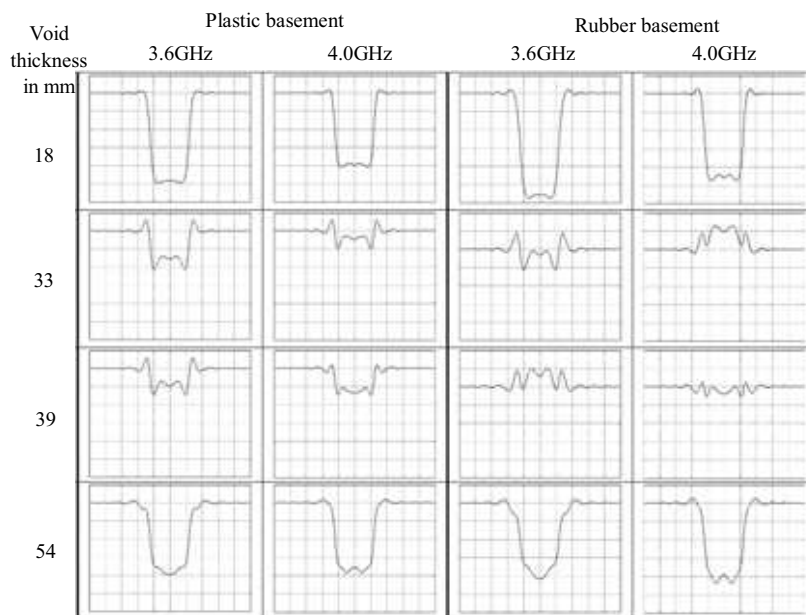 Void
thickness
in mm
Plastic basement
Rubber basement
3.6GHz
4.0GHz
3.6GHz
4.0GHz
18
33
39
54